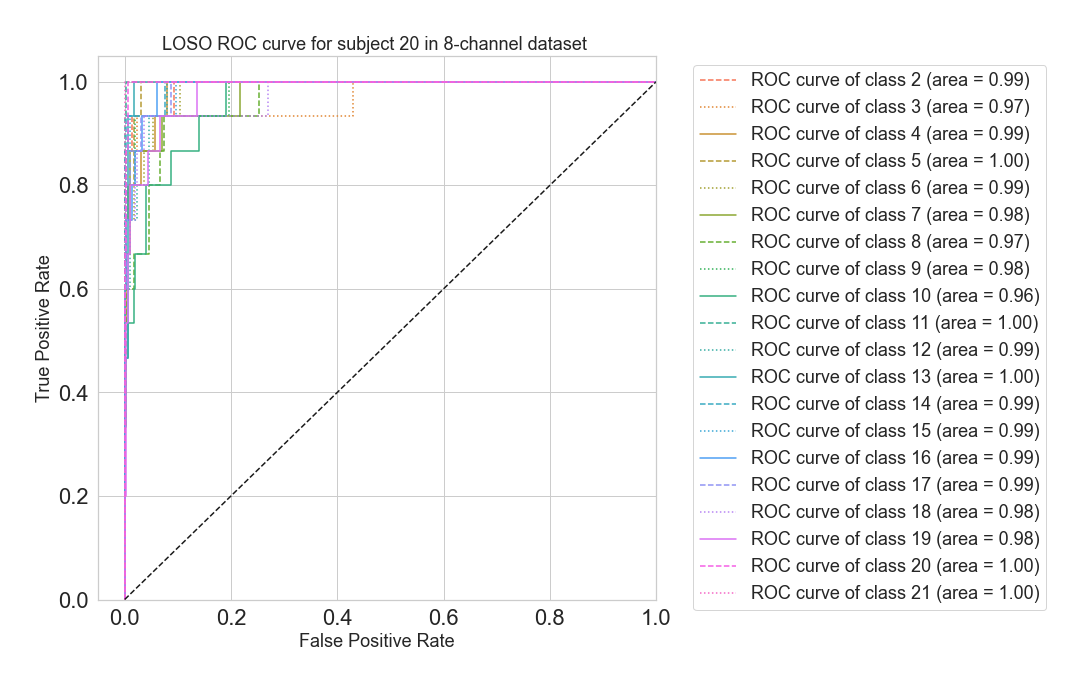 LOSO ROC curve for subject 20 in 8-channel dataset
1.0
0.8
0.6
0.4
0.2
0.0
True Positive Rate
0.0 0.2 0.4 0.6 0.8 1.0
False Positive Rate
ROC curve of class 2 (area = 0.99)
ROC curve of class 3 (area = 0.97)
ROC curve of class 4 (area = 0.99)
ROC curve of class 5 (area = 1.00)
ROC curve of class 6 (area = 0.99)
ROC curve of class 7 (area = 0.98)
ROC curve of class 8 (area = 0.97)
ROC curve of class 9 (area = 0.98)
ROC curve of class 10 (area = 0.96)
ROC curve of class 11 (area = 1.00)
ROC curve of class 12 (area = 0.99)
ROC curve of class 13 (area = 1.00)
ROC curve of class 14 (area = 0.99)
ROC curve of class 15 (area = 0.99)
ROC curve of class 16 (area = 0.99)
ROC curve of class 17 (area = 0.99)
ROC curve of class 18 (area = 0.98)
ROC curve of class 19 (area = 0.98)
ROC curve of class 20 (area = 1.00)
ROC curve of class 21 (area = 1.00)